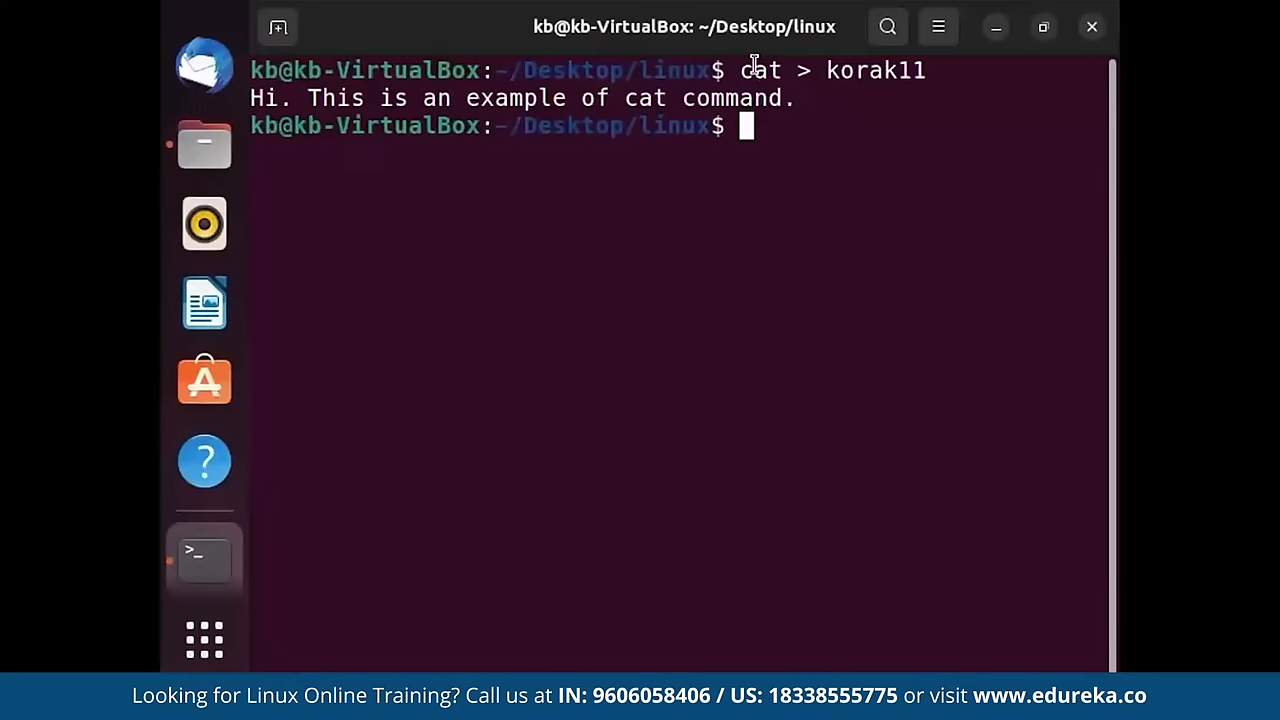 kb@kb-VirtualBox: ~/Desktop/linux
kb@kb-VirtualBox:~/Desktop/linux$ cat > korak11
Hi. This is an example of cat command.
kb@kb-VirtualBox:~/Desktop/linux$
Looking for Linux Online Training? Call us at IN: 9606058406 / US: 18338555775 or visit www.edureka.co